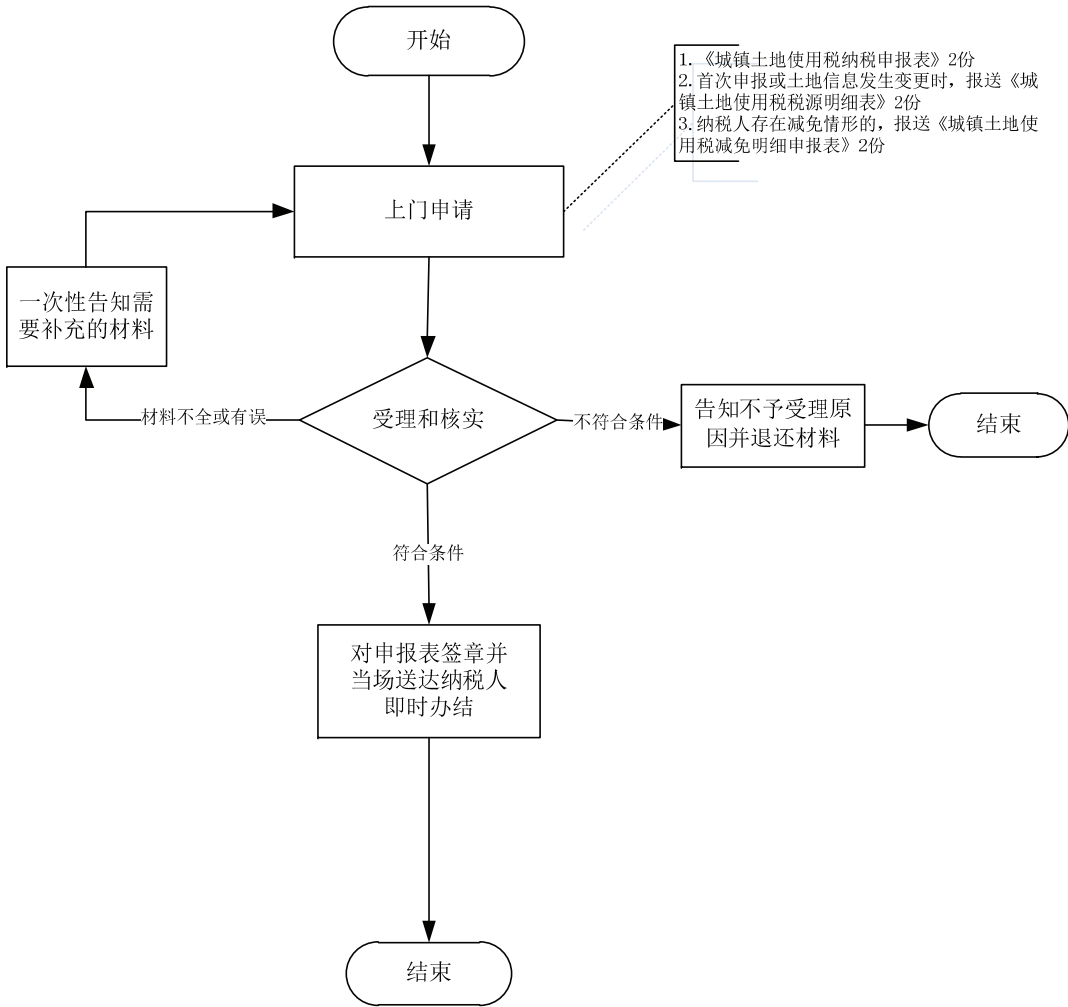 开始
1. 《城镇土地使用税纳税申报表》2份
2. 首次申报或土地信息发生变更时，报送《城
镇土地使用税税源明细表》2份
3. 纳税人存在减免情形的，报送《城镇土地使
用税减免明细申报表》2份
上门申请
一次性告知需
要补充的材料
材料不全或有误
受理和核实
不符合条件
告知不予受理原
因并退还材料
结束
符合条件
对申报表签章并
当场送达纳税人
即时办结
结束